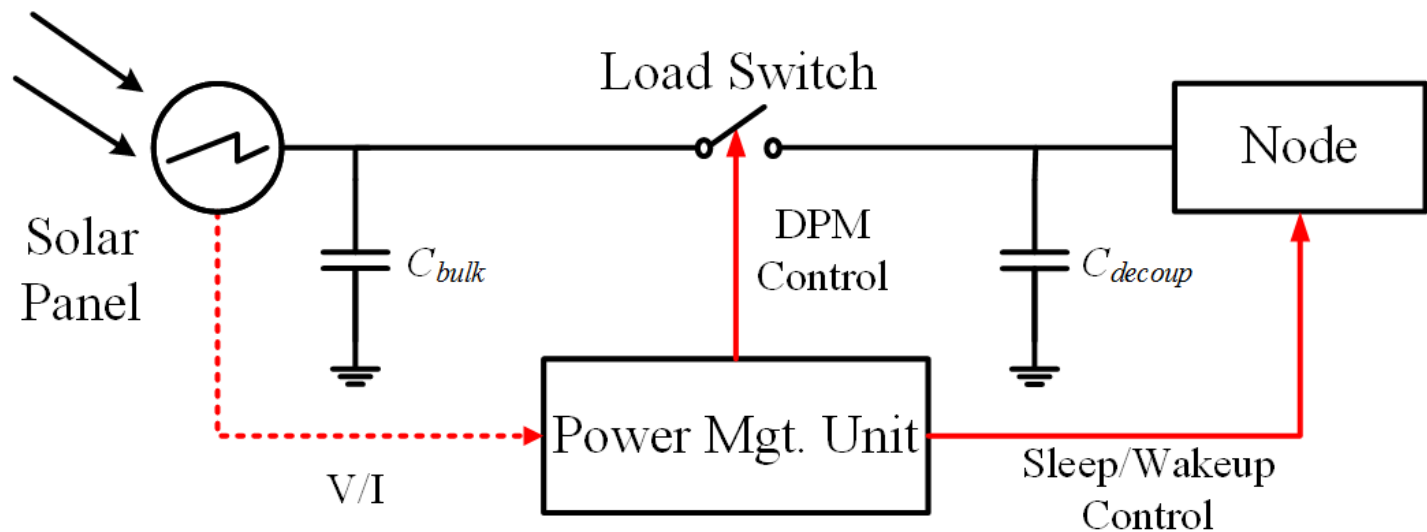 Load Switch
Node
Solar
Panel
C_bulk
DPM
Control
C_decoup
Power Mgt. Unit
V/I
Sleep/Wakeup
Control